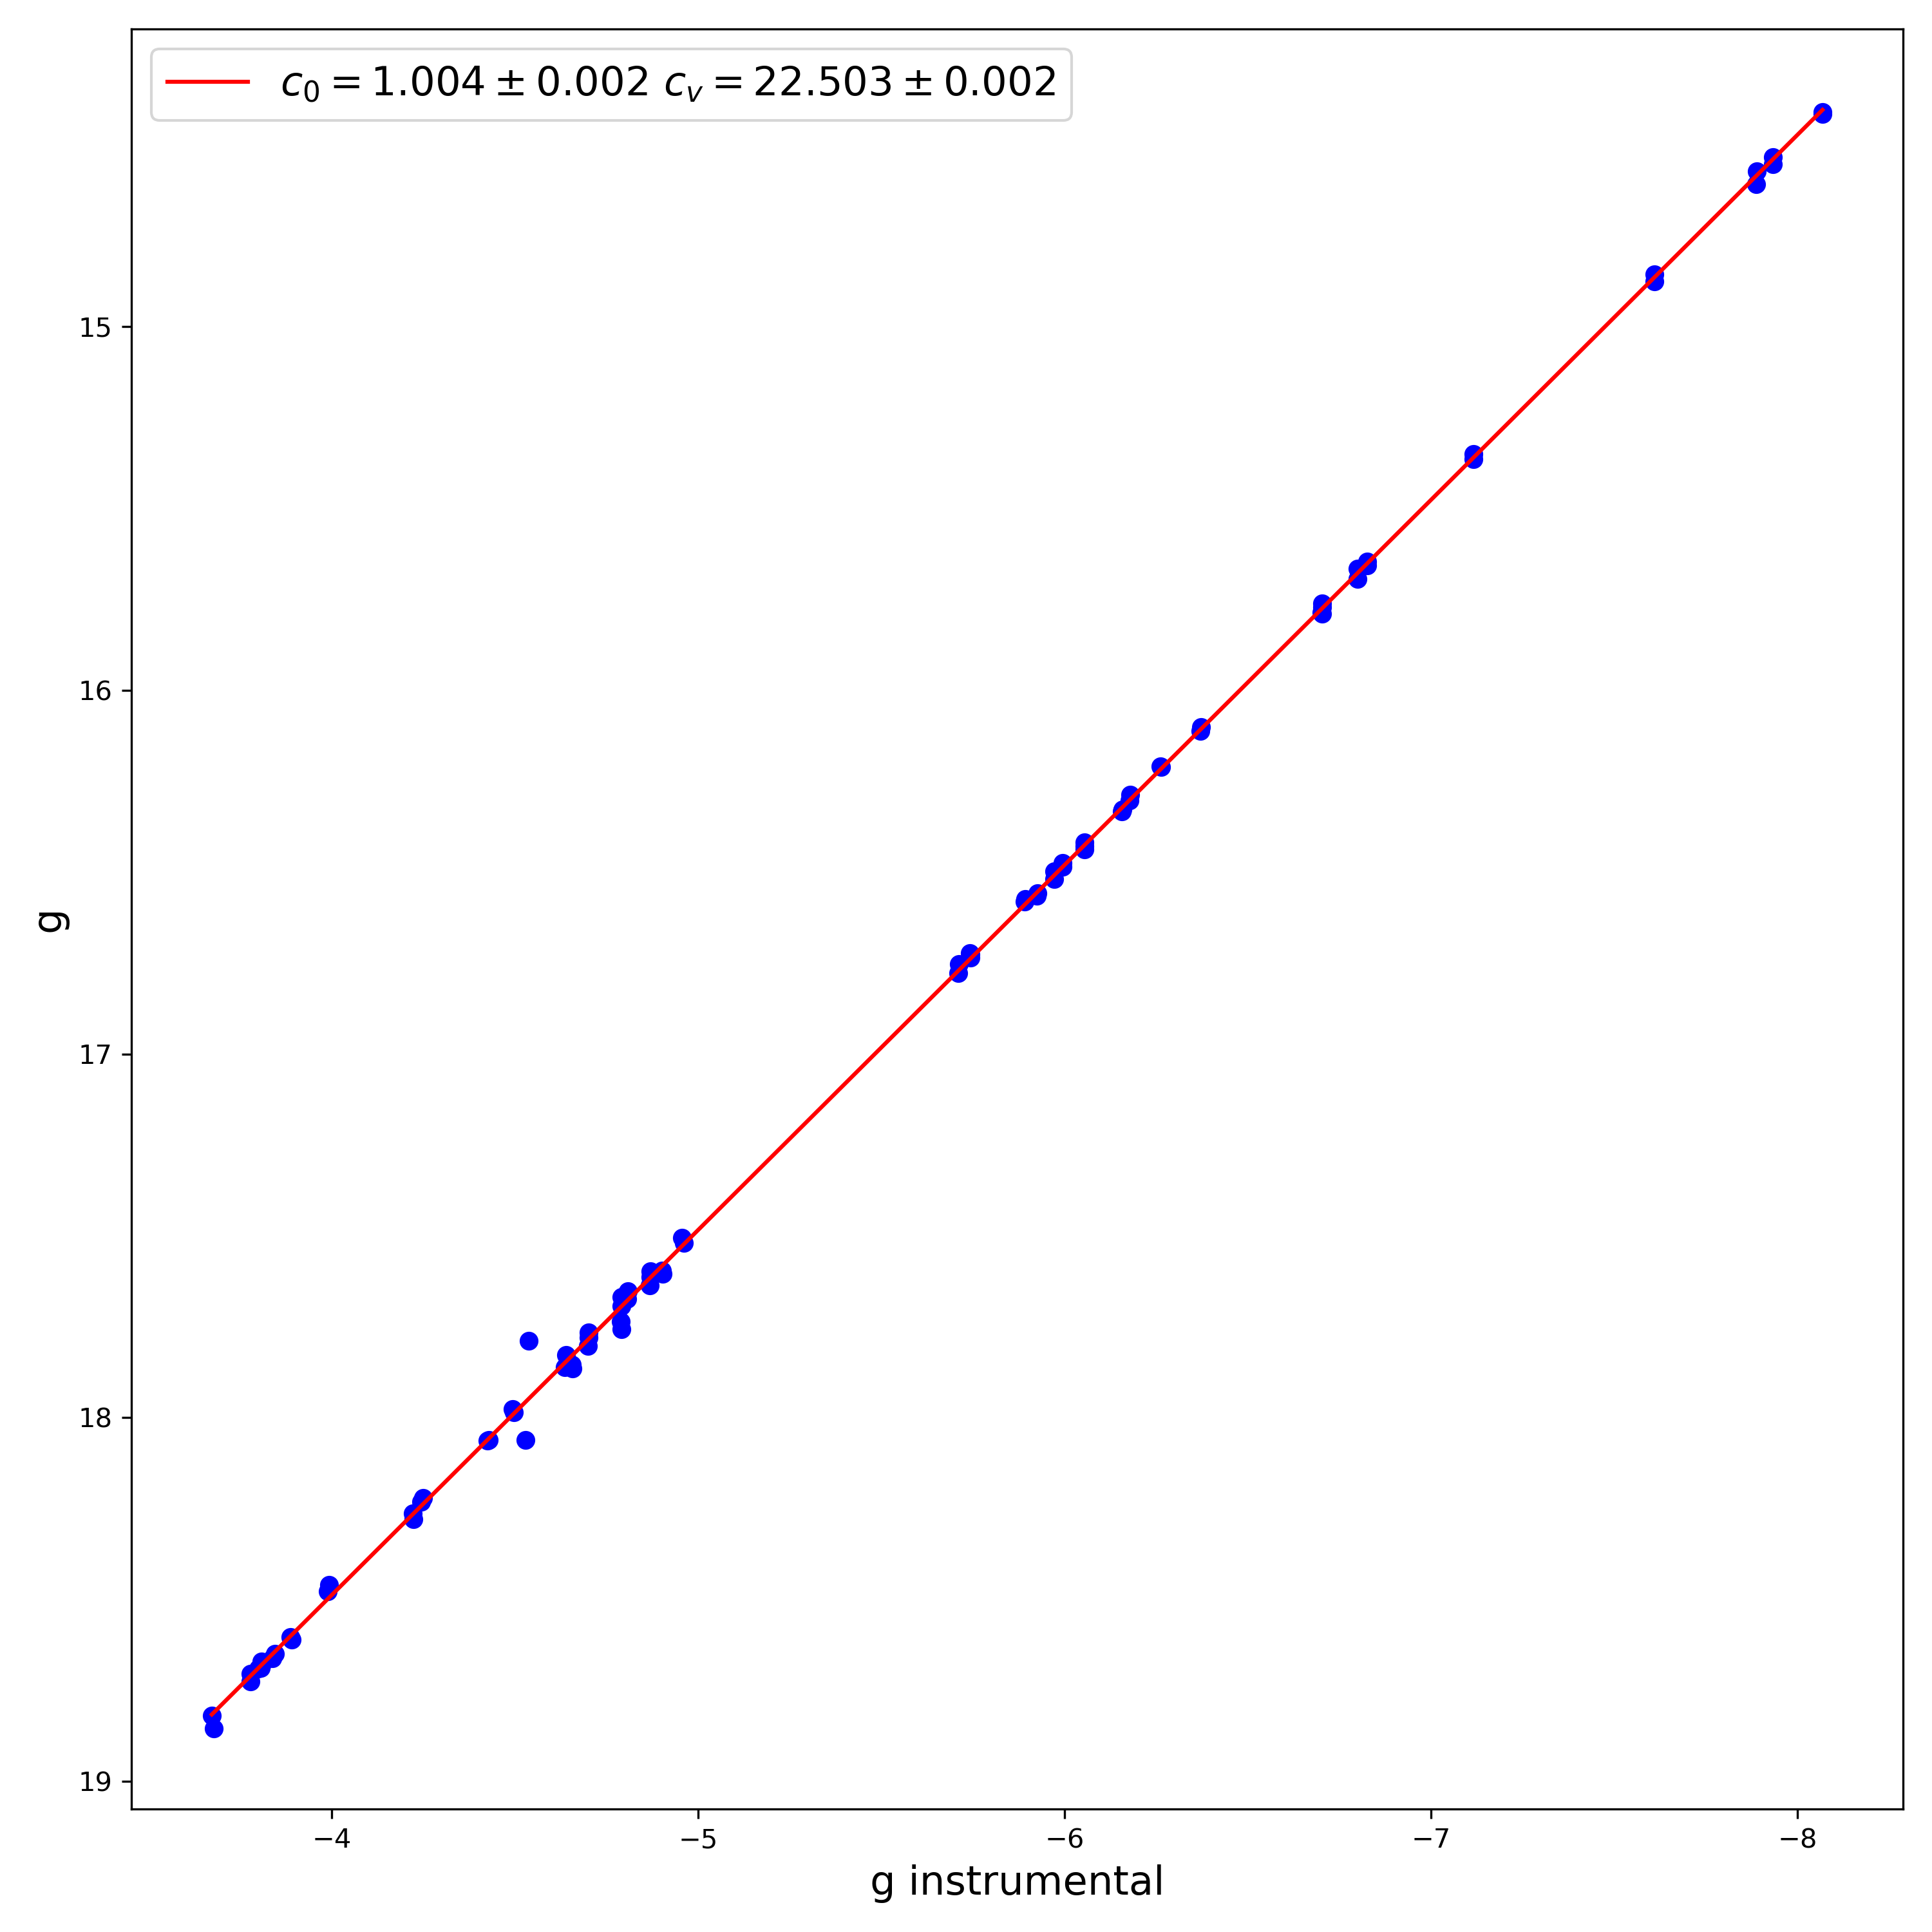 c₀ = 1.004 ± 0.002 cᵥ = 22.503 ± 0.002
15
16
17
18
19
g
−4 −5 −6 −7 −8
g instrumental